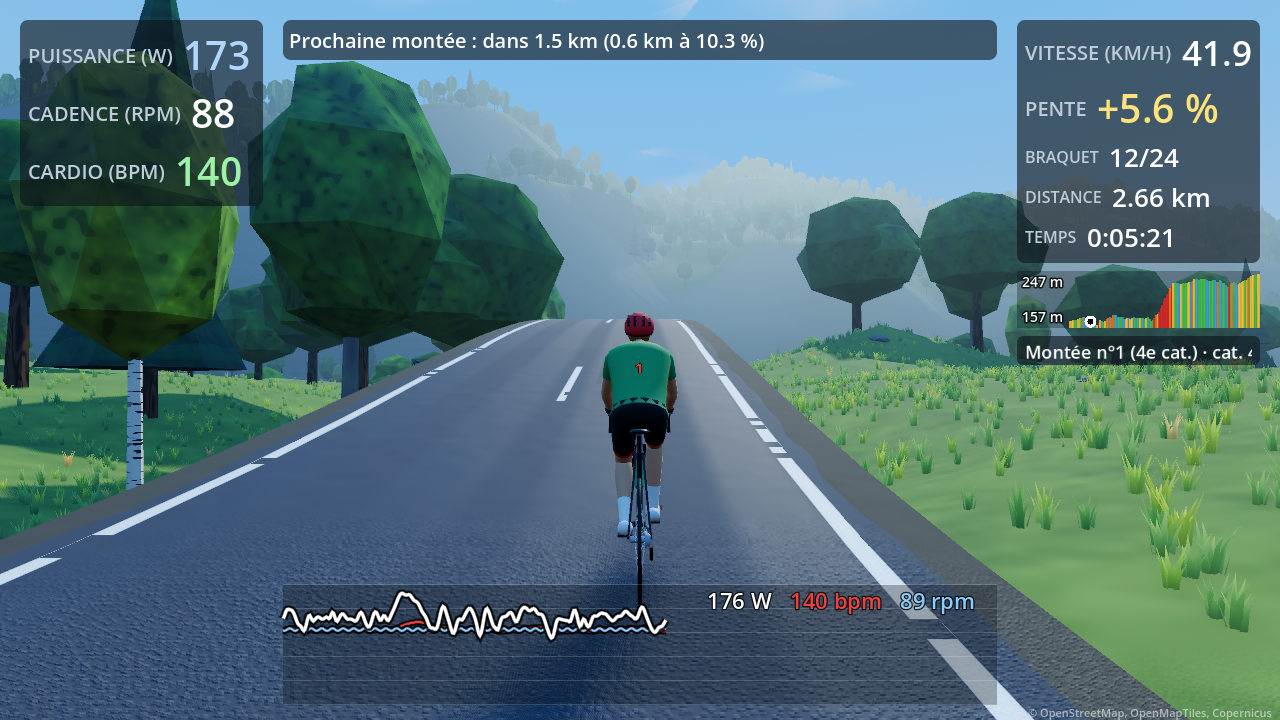 PUISSANCE (W) 173
CADENCE (RPM) 88
CARDIO (BPM) 140
Prochaine montée : dans 1.5 km (0.6 km à 10.3 %)
VITESSE (KM/H) 41.9
PENTE +5.6 %
BRAQUET 12/24
DISTANCE 2.66 km
TEMPS 0:05:21
247 m
157 m
Montée n°1 (4e cat.) · cat.
1
176 W 140 bpm 89 rpm
© OpenStreetMap, OpenMapTiles, Copernicus